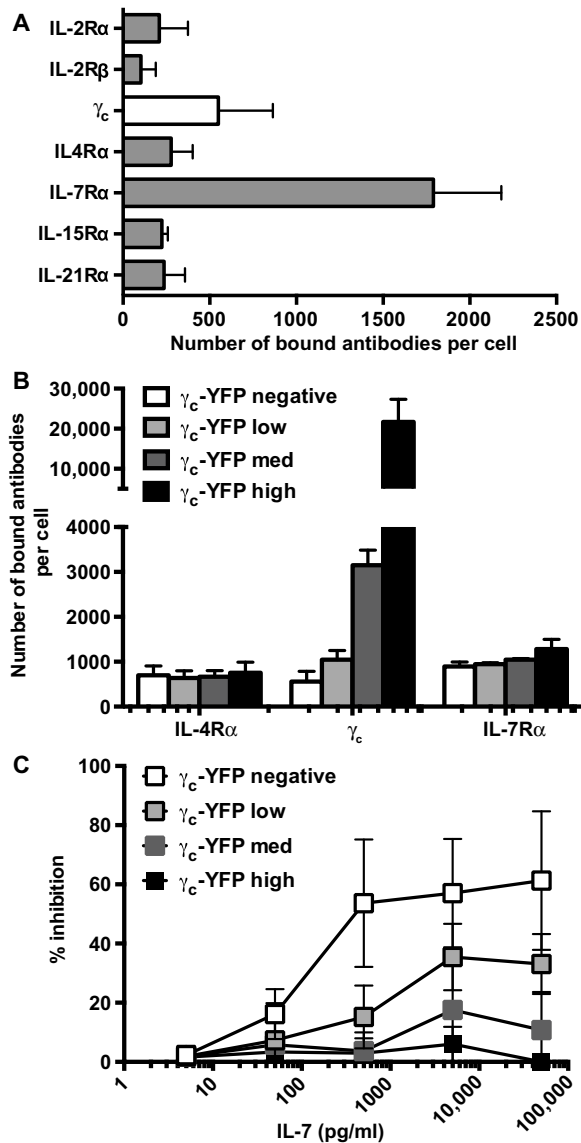 A
IL-2Rα
IL-2Rβ
γc
IL4Rα
IL-7Rα
IL-15Rα
IL-21Rα
0 500 1000 1500 2000 2500
Number of bound antibodies per cell
B
γc-YFP negative
γc-YFP low
γc-YFP med
γc-YFP high
Number of bound antibodies
per cell
30,000
20,000
10,000
4000
3000
2000
1000
0
IL-4Rα γc IL-7Rα
C
γc-YFP negative
γc-YFP low
γc-YFP med
γc-YFP high
% inhibition
100
80
60
40
20
0
1 10 100 1000 10,000 100,000
IL-7 (pg/ml)